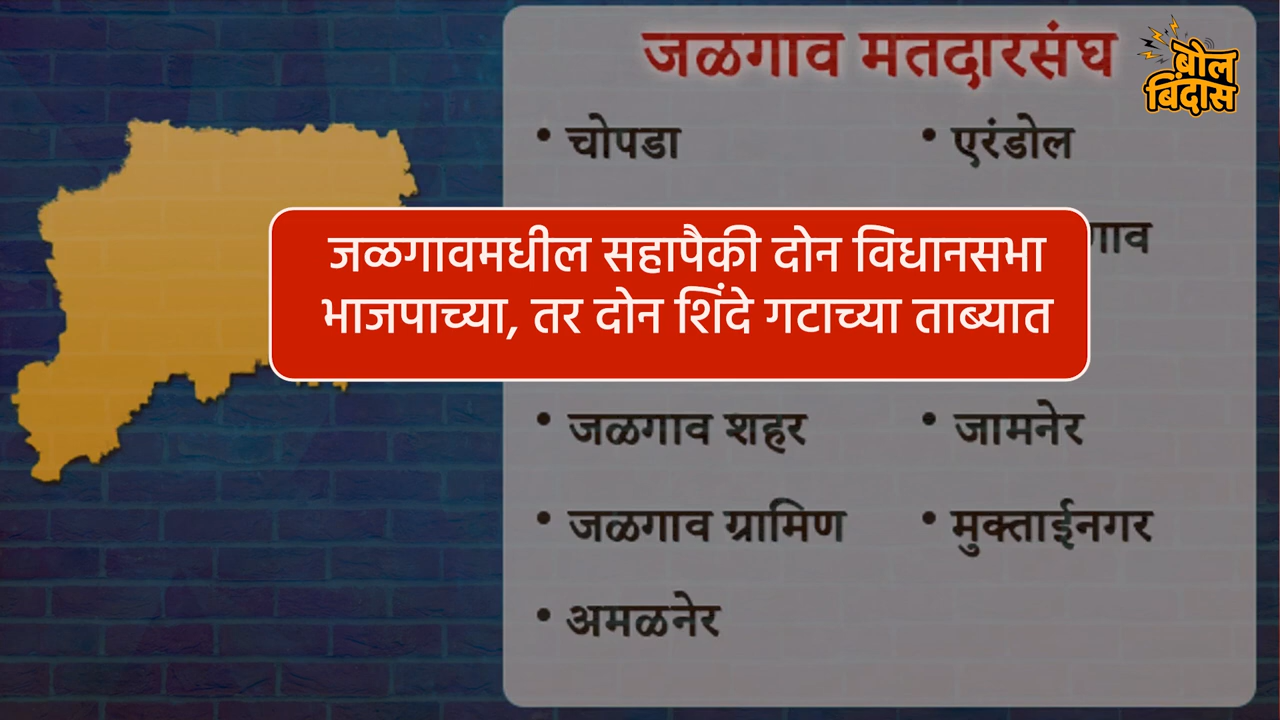 जळगाव मतदारसंघ
बोल
बिंदास
• चोपडा
• एरंडोल
जळगावमधील सहापैकी दोन विधानसभा
भाजपाच्या, तर दोन शिंदे गटाच्या ताब्यात
• जळगाव शहर
• जामनेर
• जळगाव ग्रामिण
• मुक्ताईनगर
• अमळनेर